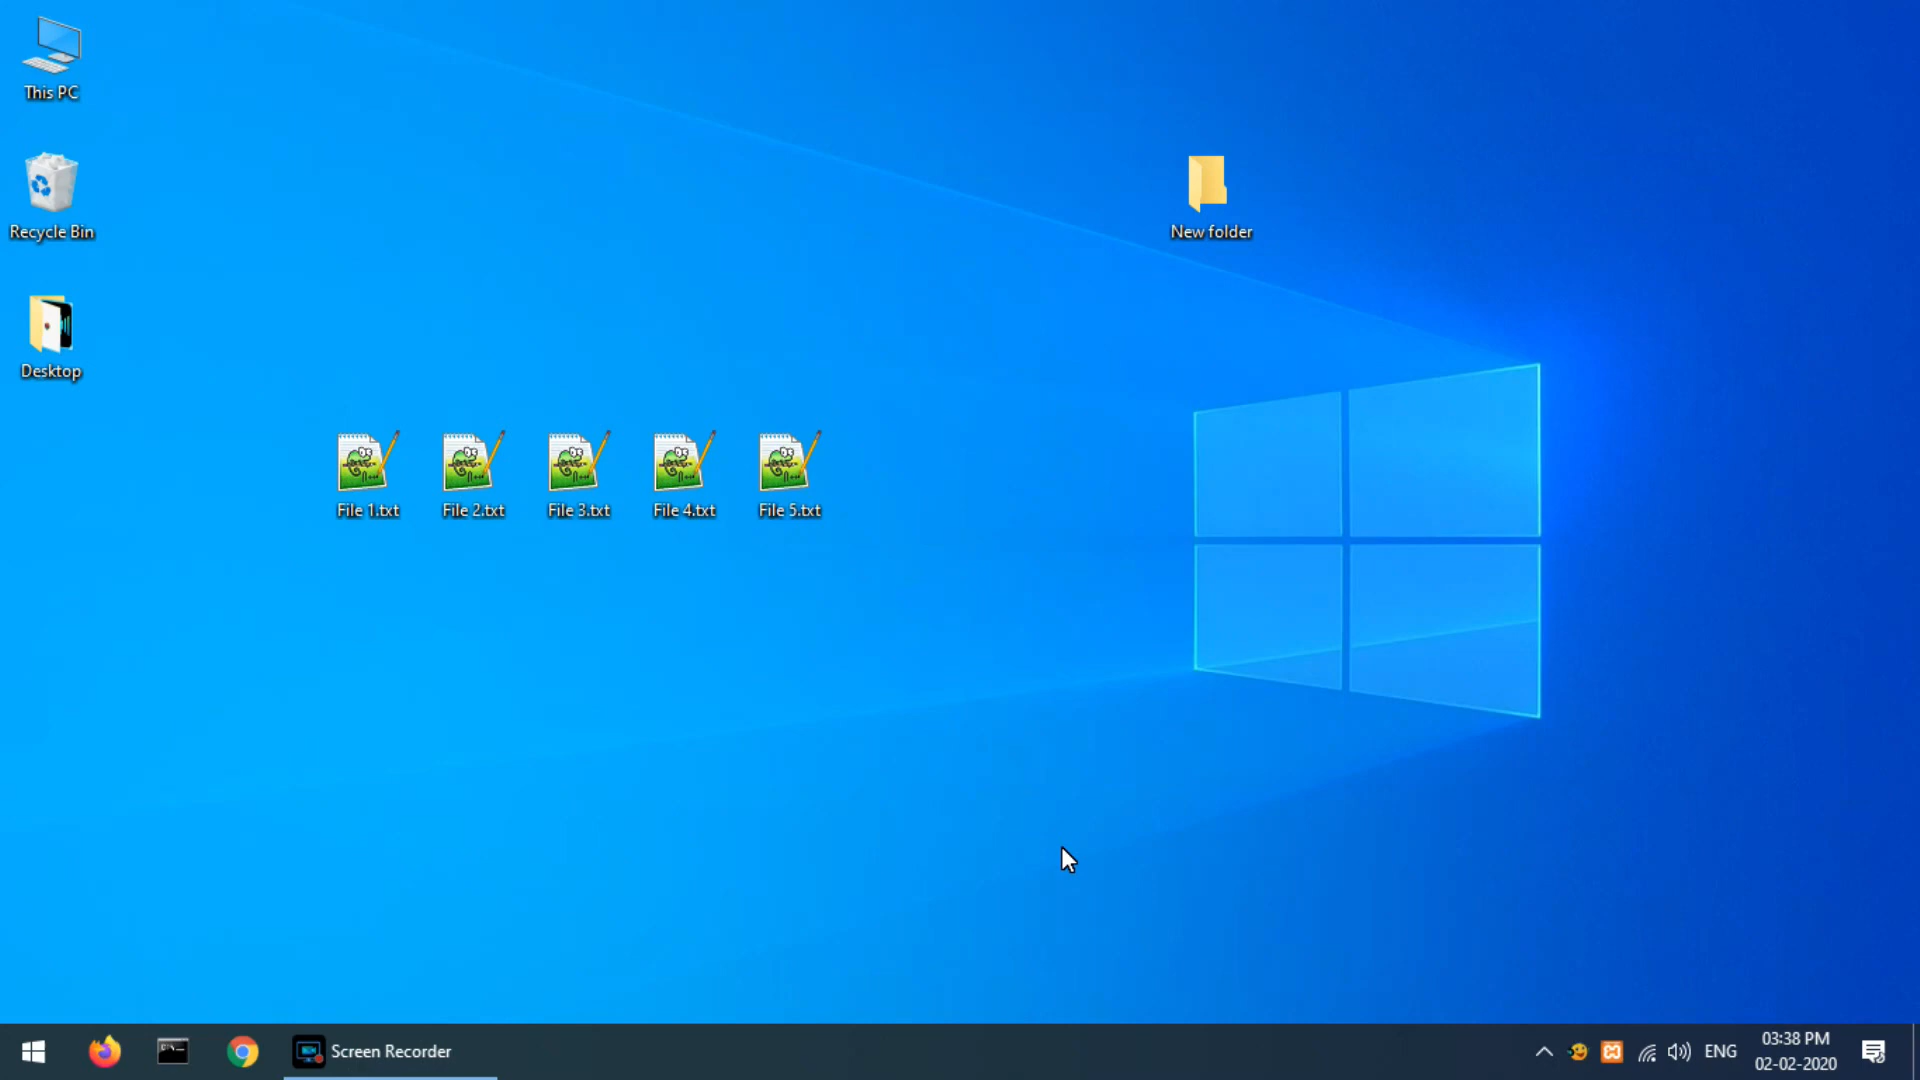 This PC
Recycle Bin
New folder
Desktop
File 1.txt
File 2.txt
File 3.txt
File 4.txt
File 5.txt
Screen Recorder
ENG
03:38 PM
02-02-2020